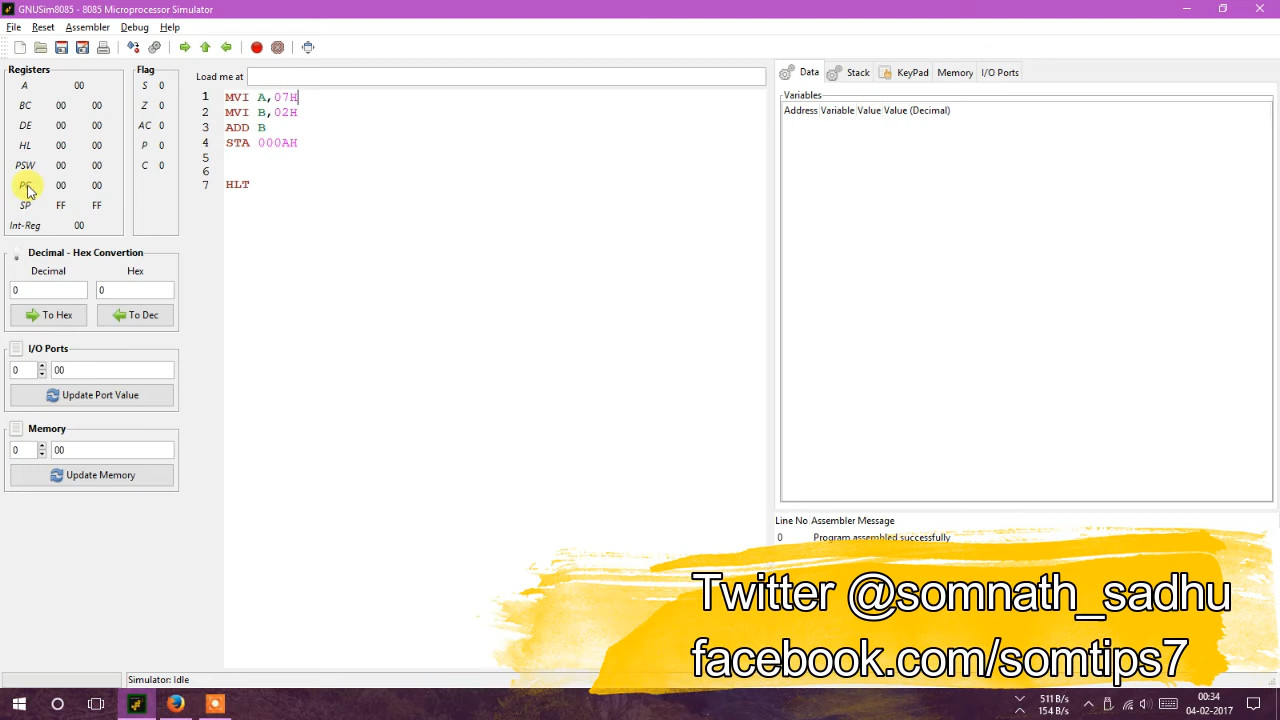 GNUSim8085 - 8085 Microprocessor Simulator
File Reset Assembler Debug Help
Registers
A 00
BC 00 00
DE 00 00
HL 00 00
PSW 00 00
PC 00 00
SP FF FF
Int-Reg 00
Flag
S 0
Z 0
AC 0
P 0
C 0
Decimal - Hex Convertion
Decimal Hex
0 0
To Hex To Dec
I/O Ports
0 00
Update Port Value
Memory
0 00
Update Memory
Load me at
1 MVI A,07H
2 MVI B,02H
3 ADD B
4 STA 000AH
5
6
7 HLT
Data Stack KeyPad Memory I/O Ports
Variables
Address Variable Value Value (Decimal)
Line No Assembler Message
0 Program assembled successfully
Twitter @somnath_sadhu
facebook.com/somtips7
Simulator: Idle
511 B/s
154 B/s
00:34
04-02-2017